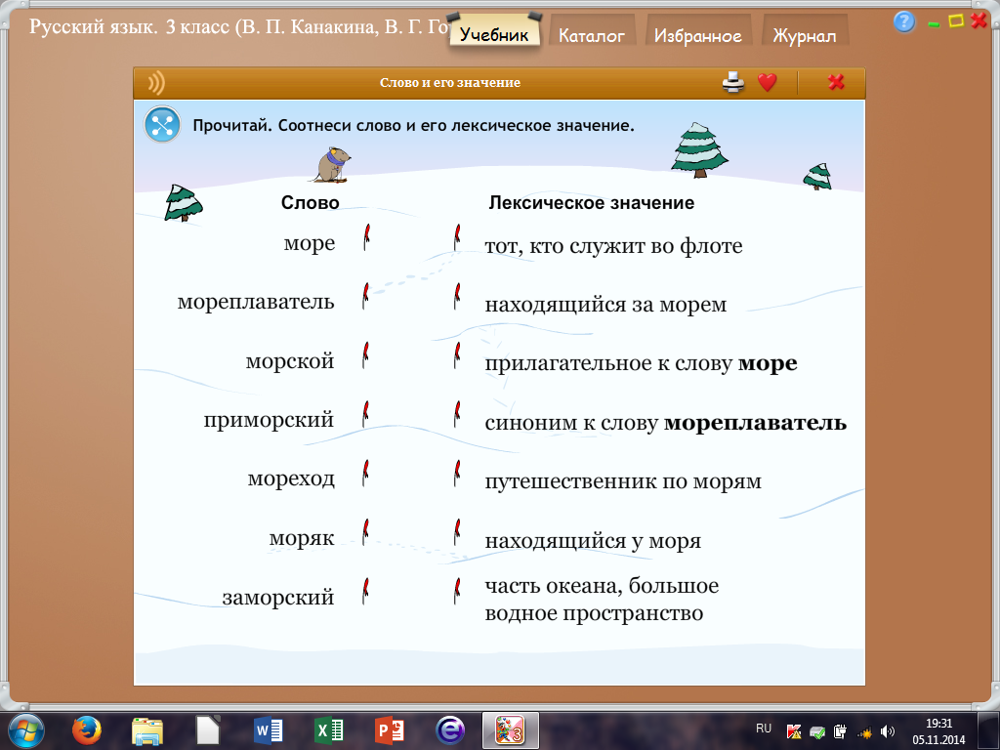 Русский язык. 3 класс (В. П. Канакина, В. Г. Го
Учебник
Каталог
Избранное
Журнал
?
Слово и его значение
Прочитай. Соотнеси слово и его лексическое значение.
Слово
Лексическое значение
море
тот, кто служит во флоте
мореплаватель
находящийся за морем
морской
прилагательное к слову море
приморский
синоним к слову мореплаватель
мореход
путешественник по морям
моряк
находящийся у моря
заморский
часть океана, большое
водное пространство
3
RU
19:31
05.11.2014